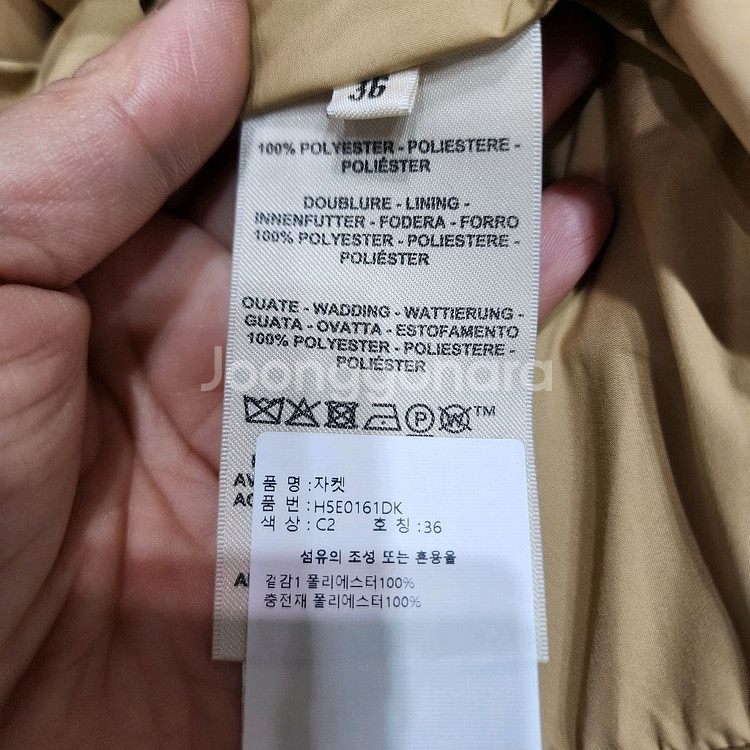 36
100% POLYESTER - POLIESTERE -
POLIÉSTER
DOUBLURE - LINING -
INNENFUTTER - FODERA - FORRO
100% POLYESTER - POLIESTERE -
POLIÉSTER
OUATE - WADDING - WATTIERUNG -
GUATA - OVATTA - ESTOFAMENTO
100% POLYESTER - POLIESTERE -
POLIÉSTER
Joonggonara
P W TM
품 명 : 자켓
품 번 : HSE0161DK
색 상 : C2 호 칭 : 36
섬유의 조성 또는 혼용율
겉감1 폴리에스터100%
충전재 폴리에스터100%